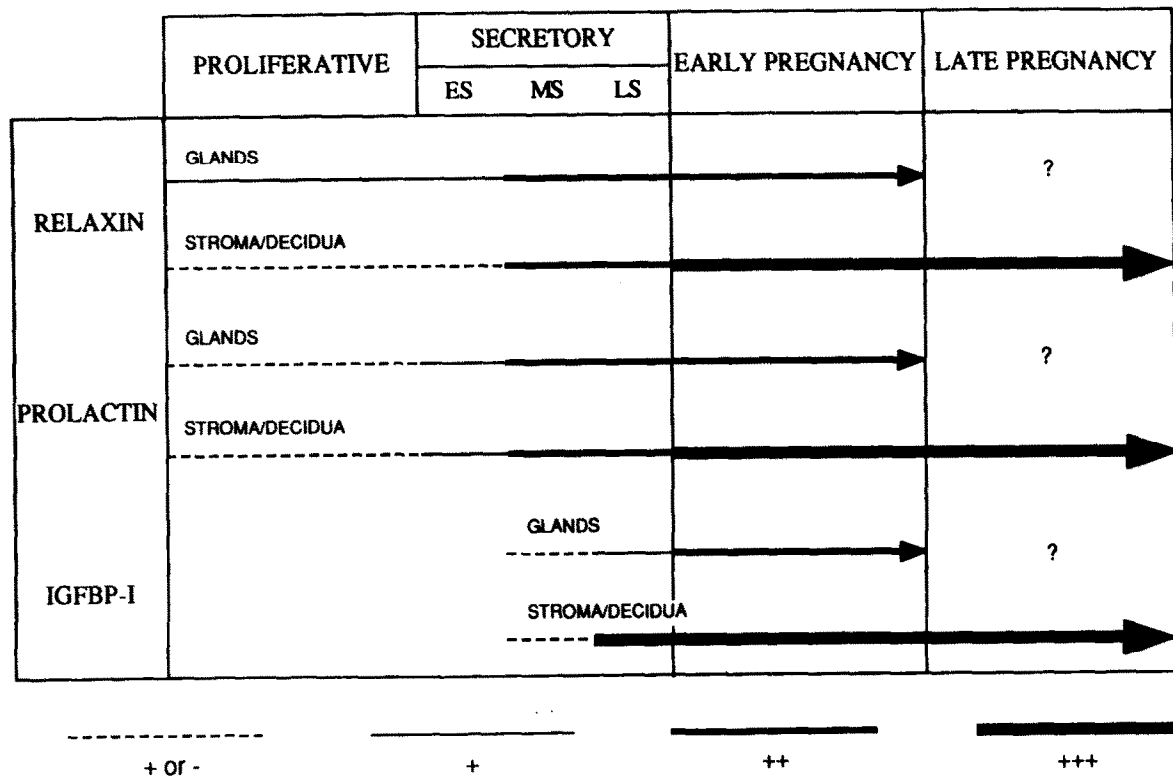 PROLIFERATIVE
SECRETORY
ES MS LS
EARLY PREGNANCY
LATE PREGNANCY
RELAXIN
GLANDS
?
STROMA/DECIDUA
PROLACTIN
GLANDS
?
STROMA/DECIDUA
IGFBP-I
GLANDS
?
STROMA/DECIDUA
+ or - + ++ +++